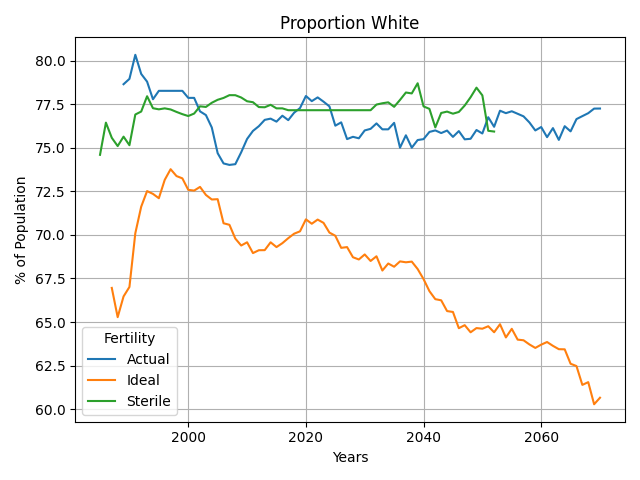 Proportion White
80.0
77.5
75.0
72.5
70.0
67.5
65.0
62.5
60.0
% of Population
Fertility
Actual
Ideal
Sterile
2000 2020 2040 2060
Years